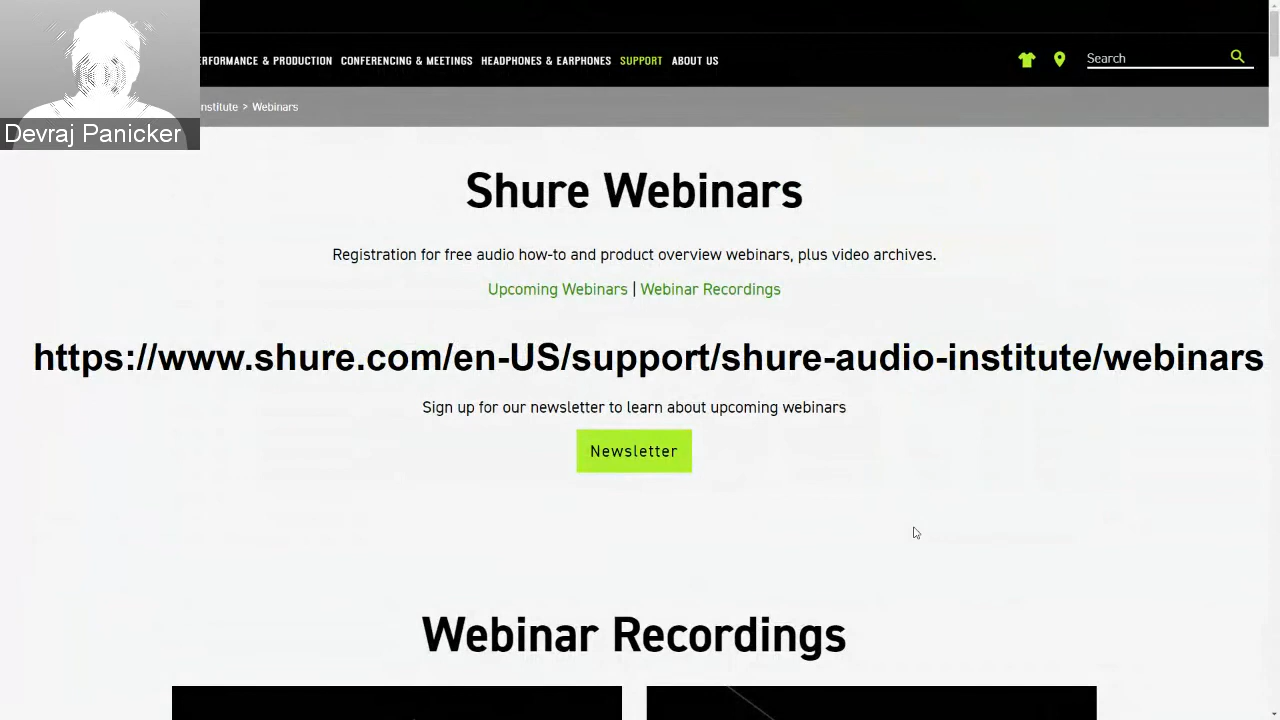 ERFORMANCE & PRODUCTION CONFERENCING & MEETINGS HEADPHONES & EARPHONES SUPPORT ABOUT US
Search
nstitute > Webinars
Devraj Panicker
Shure Webinars
Registration for free audio how-to and product overview webinars, plus video archives.
Upcoming Webinars | Webinar Recordings
https://www.shure.com/en-US/support/shure-audio-institute/webinars
Sign up for our newsletter to learn about upcoming webinars
Newsletter
Webinar Recordings